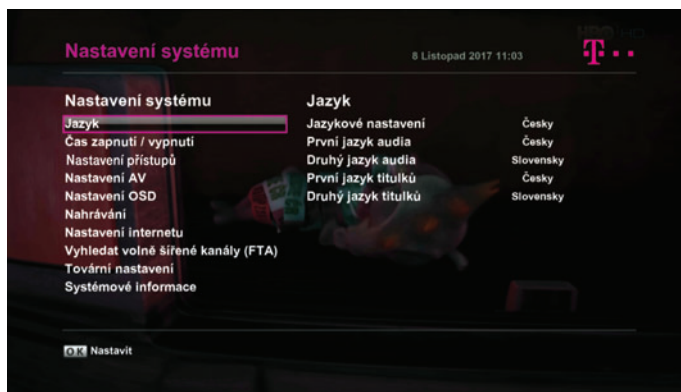 HBO HD
Nastavení systému
8 Listopad 2017 11:03
T
Nastavení systému
Jazyk
Čas zapnutí / vypnutí
Nastavení přístupů
Nastavení AV
Nastavení OSD
Nahrávání
Nastavení internetu
Vyhledat volně šířené kanály (FTA)
Tovární nastavení
Systémové informace
Jazyk
Jazykové nastavení Česky
První jazyk audia Česky
Druhý jazyk audia Slovensky
První jazyk titulků Česky
Druhý jazyk titulků Slovensky
OK Nastavit